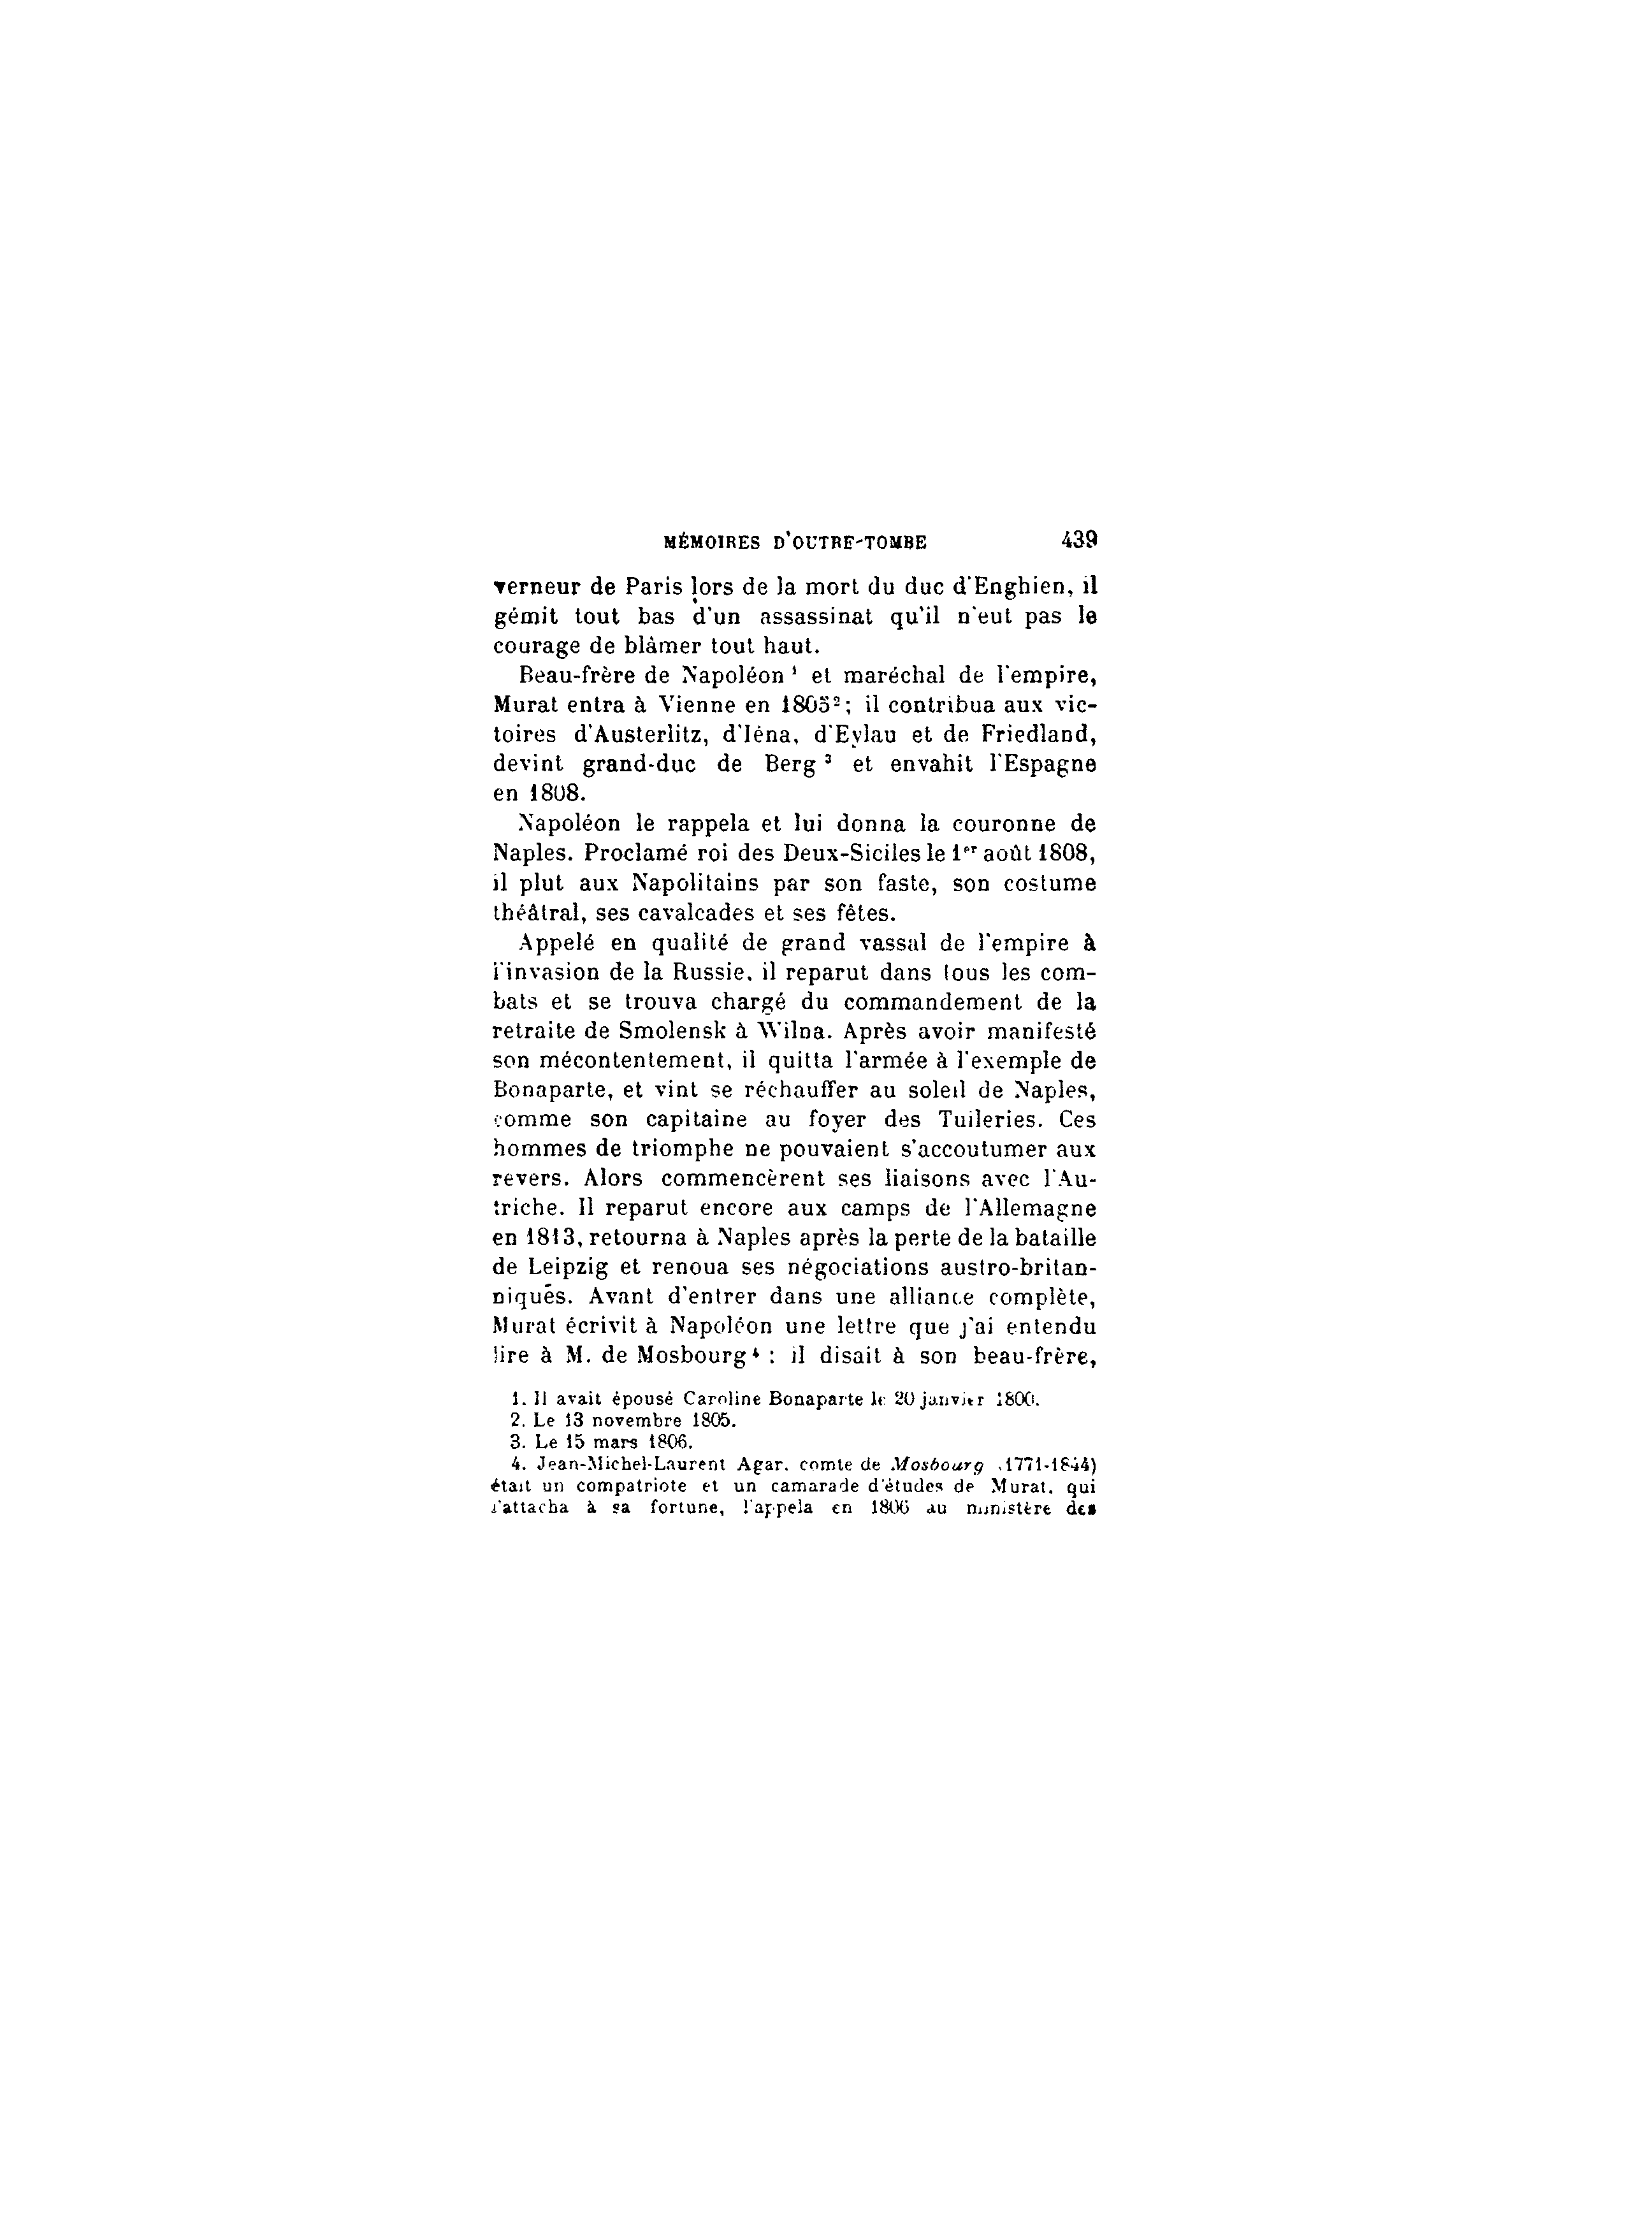 MÉMOIRES D'OUTRE-TOMBE 439
verneur de Paris lors de la mort du duc d'Enghien, il
gémit tout bas d'un assassinat qu'il n'eut pas le
courage de blâmer tout haut.
Beau-frère de Napoléon ¹ et maréchal de l'empire,
Murat entra à Vienne en 1805²; il contribua aux vic-
toires d'Austerlitz, d'Iéna, d'Eylau et de Friedland,
devint grand-duc de Berg ³ et envahit l'Espagne
en 1808.
Napoléon le rappela et lui donna la couronne de
Naples. Proclamé roi des Deux-Siciles le 1er août 1808,
il plut aux Napolitains par son faste, son costume
théâtral, ses cavalcades et ses fêtes.
Appelé en qualité de grand vassal de l'empire à
l'invasion de la Russie, il reparut dans tous les com-
bats et se trouva chargé du commandement de la
retraite de Smolensk à Wilna. Après avoir manifesté
son mécontentement, il quitta l'armée à l'exemple de
Bonaparte, et vint se réchauffer au soleil de Naples,
comme son capitaine au foyer des Tuileries. Ces
hommes de triomphe ne pouvaient s'accoutumer aux
revers. Alors commencèrent ses liaisons avec l'Au-
triche. Il reparut encore aux camps de l'Allemagne
en 1813, retourna à Naples après la perte de la bataille
de Leipzig et renoua ses négociations austro-britan-
niques. Avant d'entrer dans une alliance complète,
Murat écrivit à Napoléon une lettre que j'ai entendu
lire à M. de Mosbourg⁴ : il disait à son beau-frère,
1. Il avait épousé Caroline Bonaparte le 20 janvier 1800.
2. Le 13 novembre 1805.
3. Le 15 mars 1806.
4. Jean-Michel-Laurent Agar, comte de Mosbourg (1771-1844)
était un compatriote et un camarade d'études de Murat, qui
l'attacha à sa fortune, l'appela en 1806 au ministère des